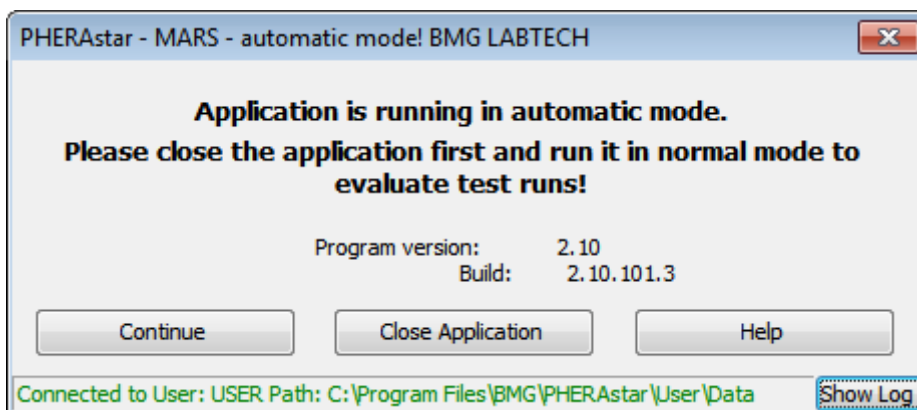 PHERAstar - MARS - automatic mode! BMG LABTECH
Application is running in automatic mode.
Please close the application first and run it in normal mode to
evaluate test runs!
Program version: 2.10
Build: 2.10.101.3
Continue Close Application Help
Connected to User: USER Path: C:\Program Files\BMG\PHERAstar\User\Data Show Log